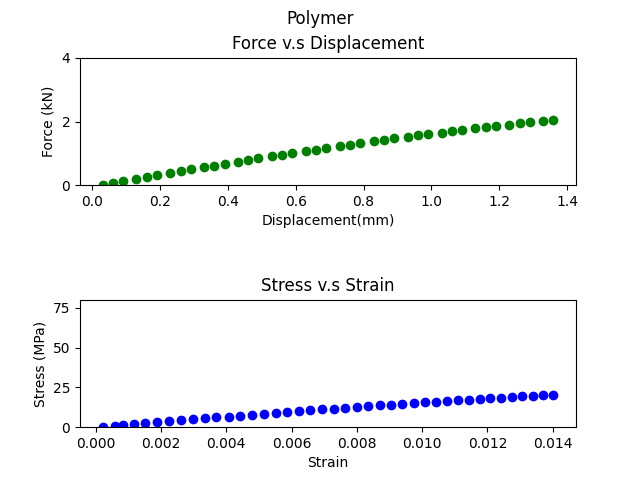 Polymer
Force v.s Displacement
4
2
0
Force (kN)
0.0 0.2 0.4 0.6 0.8 1.0 1.2 1.4
Displacement(mm)
Stress v.s Strain
75
50
25
0
Stress (MPa)
0.000 0.002 0.004 0.006 0.008 0.010 0.012 0.014
Strain